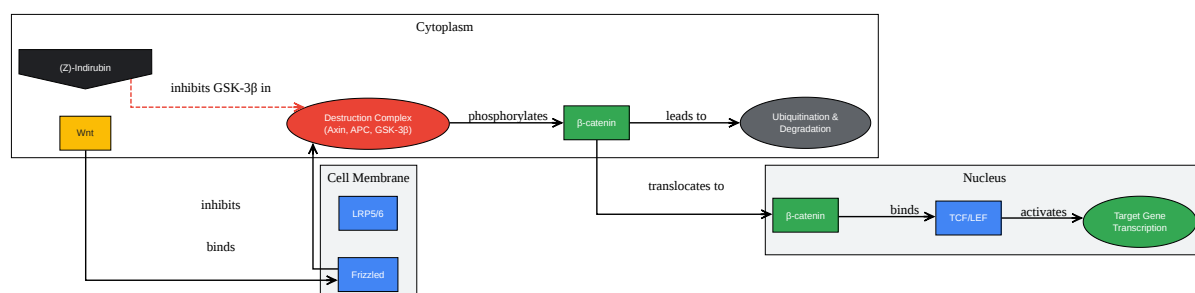 Cytoplasm
(Z)-Indirubin
inhibits GSK-3β in
Wnt
Destruction Complex
(Axin, APC, GSK-3β)
phosphorylates
β-catenin
leads to
Ubiquitination &
Degradation
Cell Membrane
LRP5/6
inhibits
binds
Frizzled
translocates to
Nucleus
β-catenin
binds
TCF/LEF
activates
Target Gene
Transcription